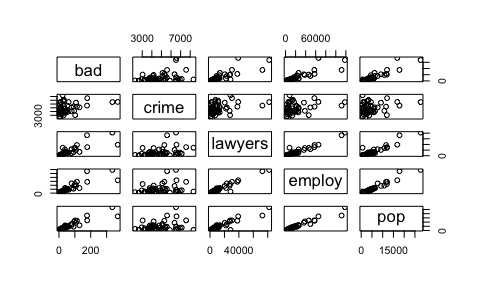 3000 7000 0 60000
bad 0
3000 crime
lawyers 0
0 employ
pop 0
0 200 0 40000 0 15000